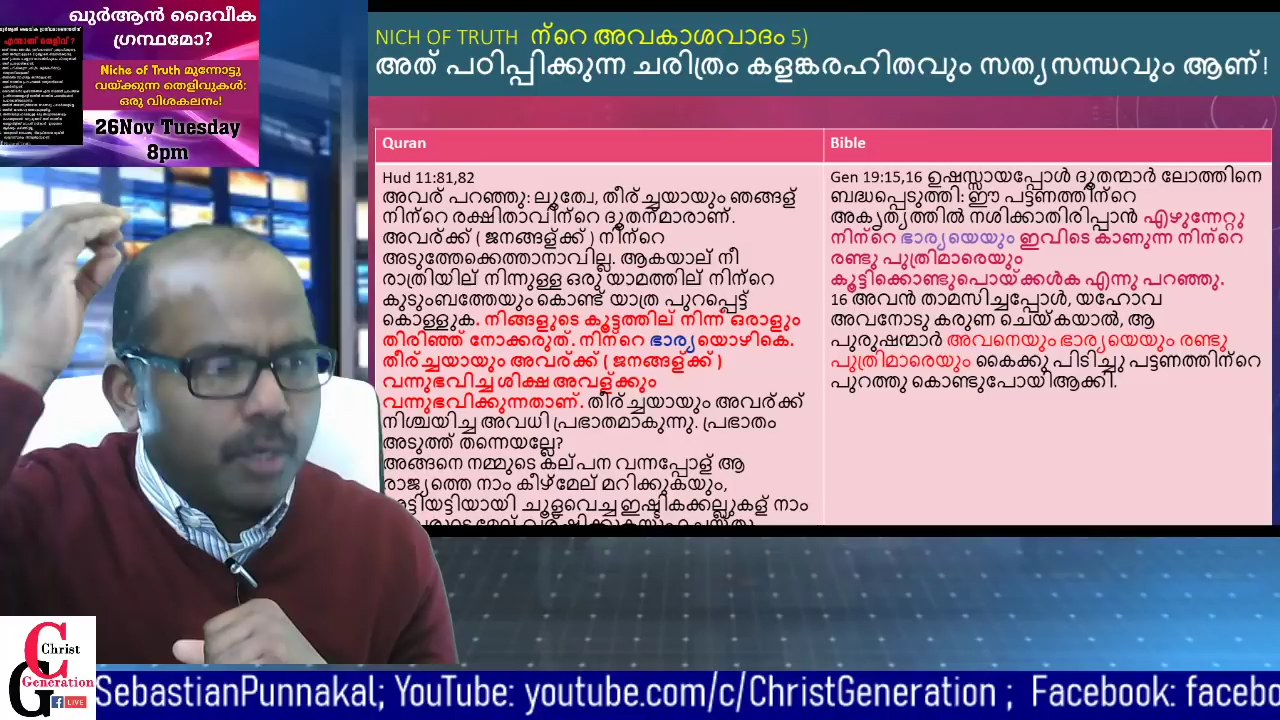 ഖുർആൻ ദൈവീക
ഗ്രന്ഥമോ?
Niche of Truth മുന്നോട്ടു
വയ്ക്കുന്ന തെളിവുകൾ:
ഒരു വിശകലനം!
26Nov Tuesday
8pm
NICH OF TRUTH ന്റെ അവകാശവാദം 5)
അത് പഠിപ്പിക്കുന്ന ചരിത്രം കളങ്കരഹിതവും സത്യസന്ധവും ആണ്!
Quran
Hud 11:81,82
അവര് പറഞ്ഞു: ലൂത്വേ, തീര്ച്ചയായും ഞങ്ങള്
നിന്റെ രക്ഷിതാവിന്റെ ദൂതന്മാരാണ്.
അവര്ക്ക് ( ജനങ്ങള്ക്ക് ) നിന്റെ
അടുത്തേക്കെത്താനാവില്ല. ആകയാല് നീ
രാത്രിയില് നിന്നുള്ള ഒരു യാമത്തില് നിന്റെ
കുടുംബത്തേയും കൊണ്ട് യാത്ര പുറപ്പെട്ട്
കൊള്ളുക. നിങ്ങളുടെ കൂട്ടത്തില് നിന്ന് ഒരാളും
തിരിഞ്ഞ് നോക്കരുത്. നിന്റെ ഭാര്യയൊഴികെ.
തീര്ച്ചയായും അവര്ക്ക് ( ജനങ്ങള്ക്ക് )
വന്നുഭവിച്ച ശിക്ഷ അവള്ക്കും
വന്നുഭവിക്കുന്നതാണ്. തീര്ച്ചയായും അവര്ക്ക്
നിശ്ചയിച്ച അവധി പ്രഭാതമാകുന്നു. പ്രഭാതം
അടുത്ത് തന്നെയല്ലേ?
അങ്ങനെ നമ്മുടെ കല്പന വന്നപ്പോള് ആ
രാജ്യത്തെ നാം കീഴ്മേല് മറിക്കുകയും,
ചൂളവെച്ച ഇഷ്ടികക്കല്ലുകള് നാം
Bible
Gen 19:15,16 ഉഷസ്സായപ്പോൾ ദൂതന്മാർ ലോത്തിനെ
ബദ്ധപ്പെടുത്തി: ഈ പട്ടണത്തിന്റെ
അകൃത്യത്തിൽ നശിക്കാതിരിപ്പാൻ എഴുന്നേറ്റു
നിന്റെ ഭാര്യയെയും ഇവിടെ കാണുന്ന നിന്റെ
രണ്ടു പുത്രിമാരെയും
കൂട്ടിക്കൊണ്ടുപൊയ്ക്കൾക എന്നു പറഞ്ഞു.
16 അവൻ താമസിച്ചപ്പോൾ, യഹോവ
അവനോടു കരുണ ചെയ്കയാൽ, ആ
പുരുഷന്മാർ അവനെയും ഭാര്യയെയും രണ്ടു
പുത്രിമാരെയും കൈക്കു പിടിച്ചു പട്ടണത്തിന്റെ
പുറത്തു കൊണ്ടുപോയി ആക്കി.
Christ
Generation
LIVE
SebastianPunnakal; YouTube: youtube.com/c/ChristGeneration ; Facebook: facebo